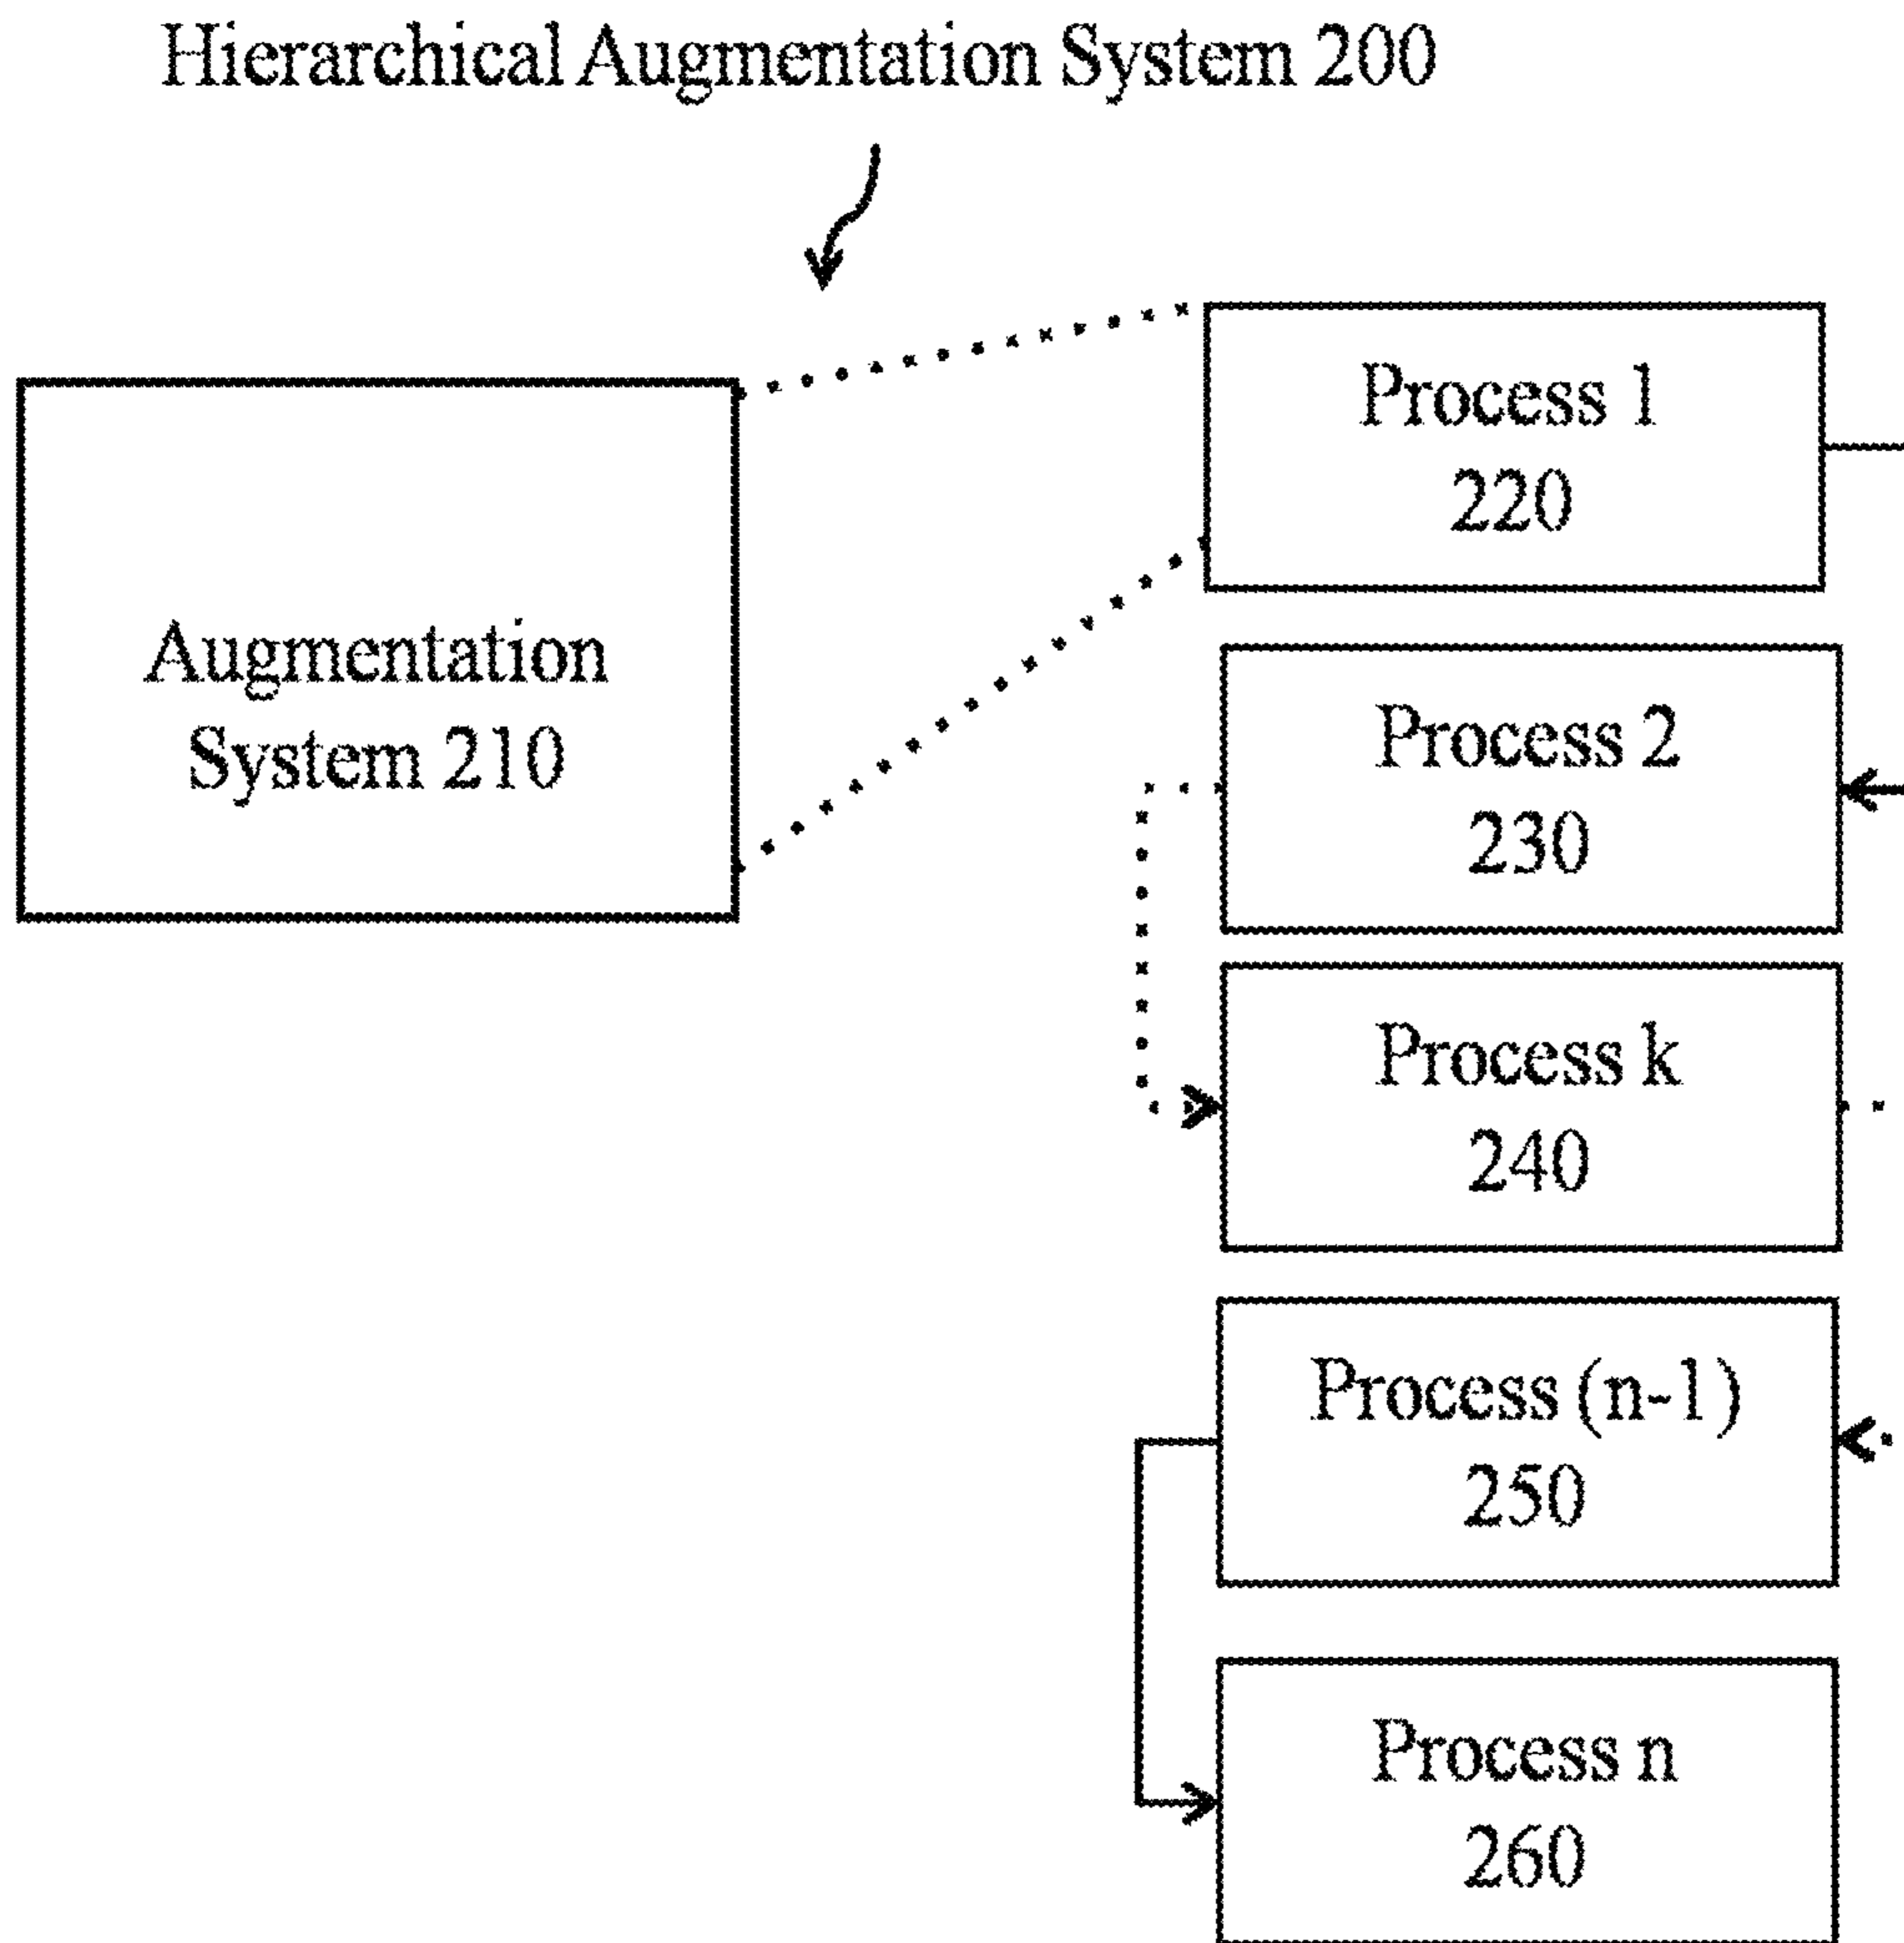 Hierarchical Augmentation System 200
Augmentation
System 210
Process 1
220
Process 2
230
Process k
240
Process (n-1)
250
Process n
260